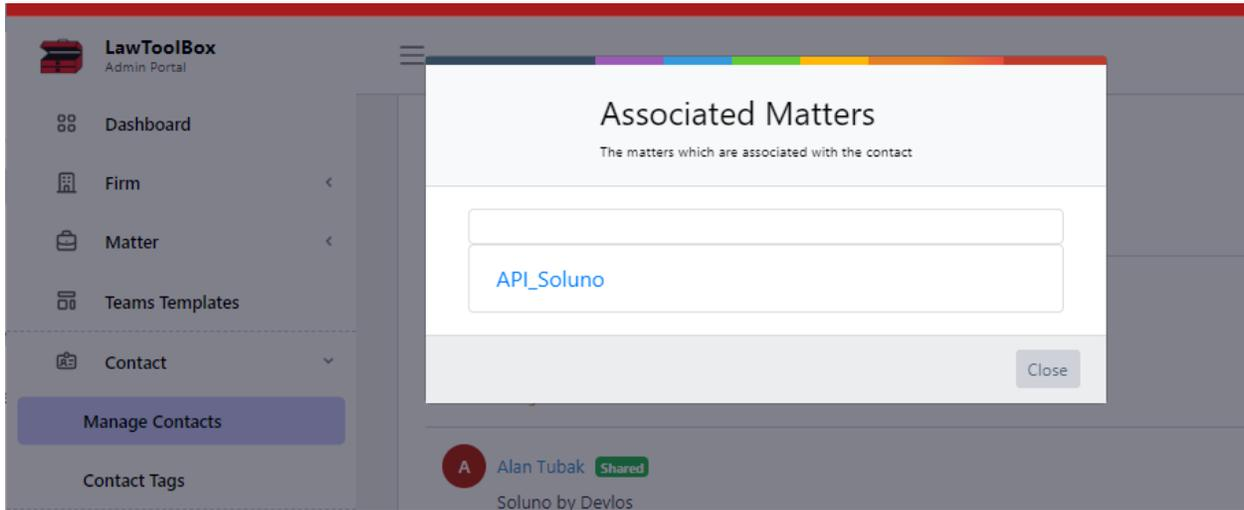 LawToolBox
Admin Portal
Dashboard
Firm
Matter
Teams Templates
Contact
Manage Contacts
Contact Tags
Associated Matters
The matters which are associated with the contact
API_Soluno
Close
A
Alan Tubak Shared
Soluno by Devlos